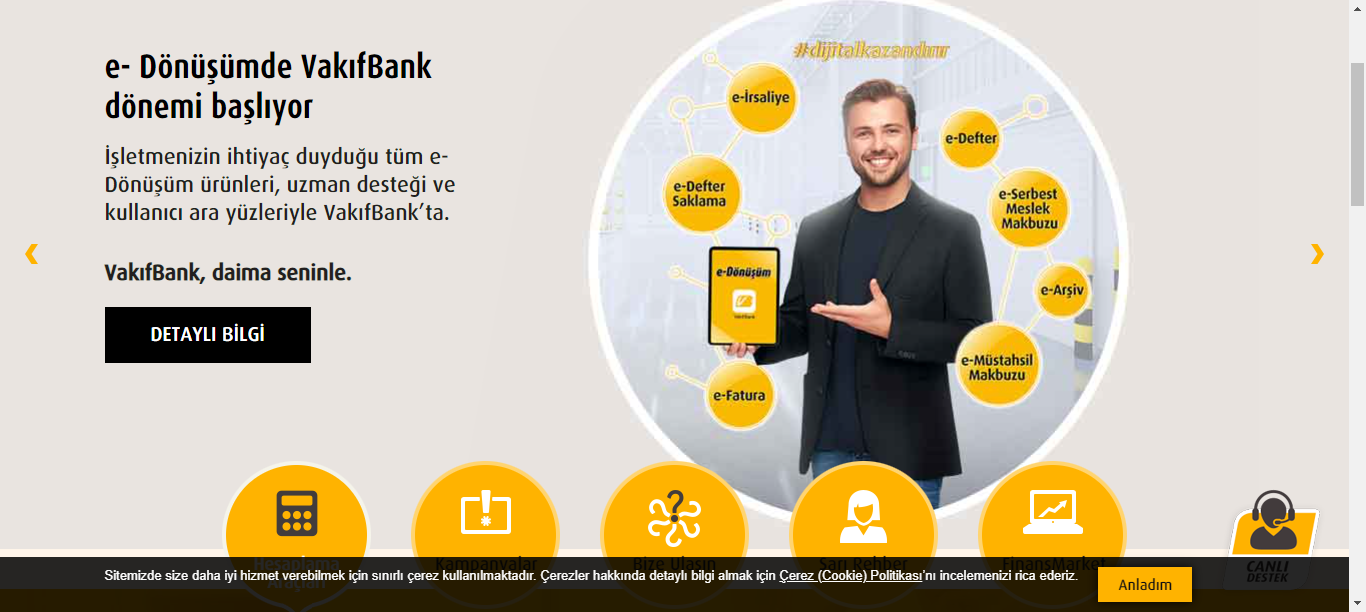 #dijitalkazandırır
e- Dönüşümde VakıfBank
dönemi başlıyor
İşletmenizin ihtiyaç duyduğu tüm e-
Dönüşüm ürünleri, uzman desteği ve
kullanıcı ara yüzleriyle VakıfBank’ta.
VakıfBank, daima seninle.
DETAYLI BİLGİ
e-İrsaliye
e-Defter
Saklama
e-Dönüşüm
VakıfBank
e-Fatura
e-Defter
e-Serbest
Meslek
Makbuzu
e-Arşiv
e-Müstahsil
Makbuzu
Hesaplama
Kampanyalar
Bize Ulaşın
Sarı Rehber
FinansMarket
CANLI
DESTEK
Sitemizde size daha iyi hizmet verebilmek için sınırlı çerez kullanılmaktadır. Çerezler hakkında detaylı bilgi almak için Çerez (Cookie) Politikası'nı incelemenizi rica ederiz.
Anladım